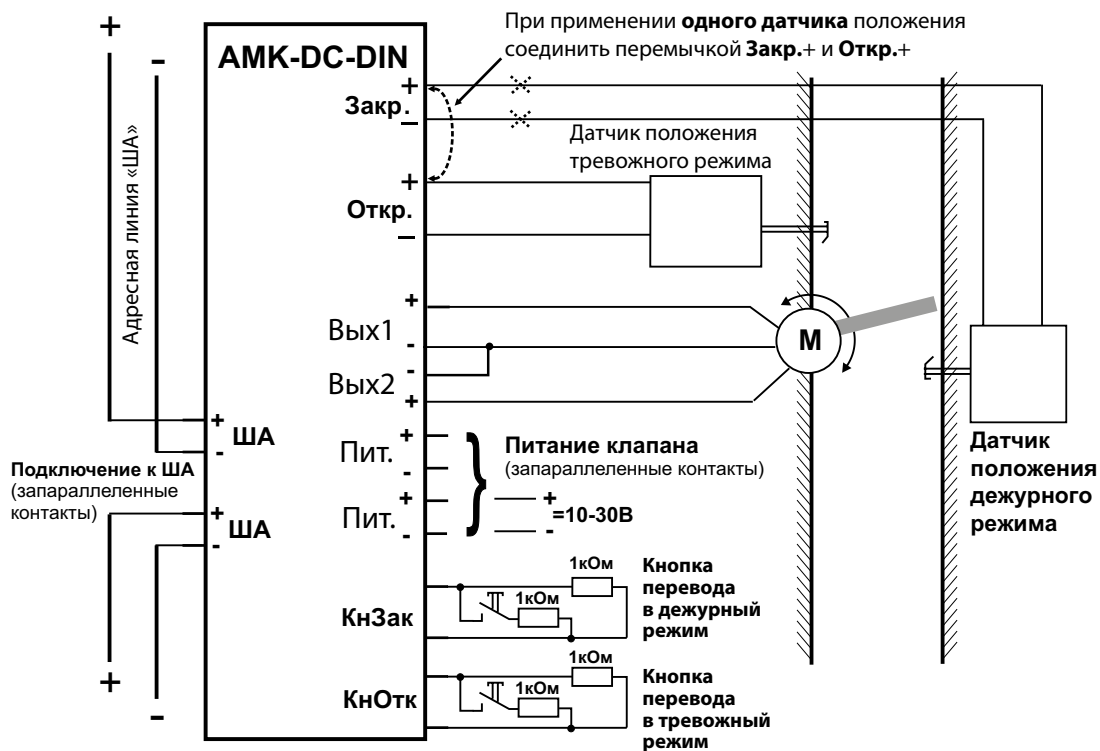 При применении одного датчика положения
соединить перемычкой Закр.+ и Откр.+
+
-
AMK-DC-DIN
Адресная линия «ША»
+
Закр.
–
Датчик положения
тревожного режима
+
Откр.
–
+
Вых1
-
-
Вых2
+
М
Датчик
положения
дежурного
режима
+
ША
-
Подключение к ША
(запараллеленные
контакты)
+
ША
-
+
-
+
Пит.
-
+
Пит.
-
Питание клапана
(запараллеленные контакты)
+
=10-30В
-
КнЗак
1кОм
1кОм
Кнопка
перевода
в дежурный
режим
КнОтк
1кОм
1кОм
Кнопка
перевода
в тревожный
режим